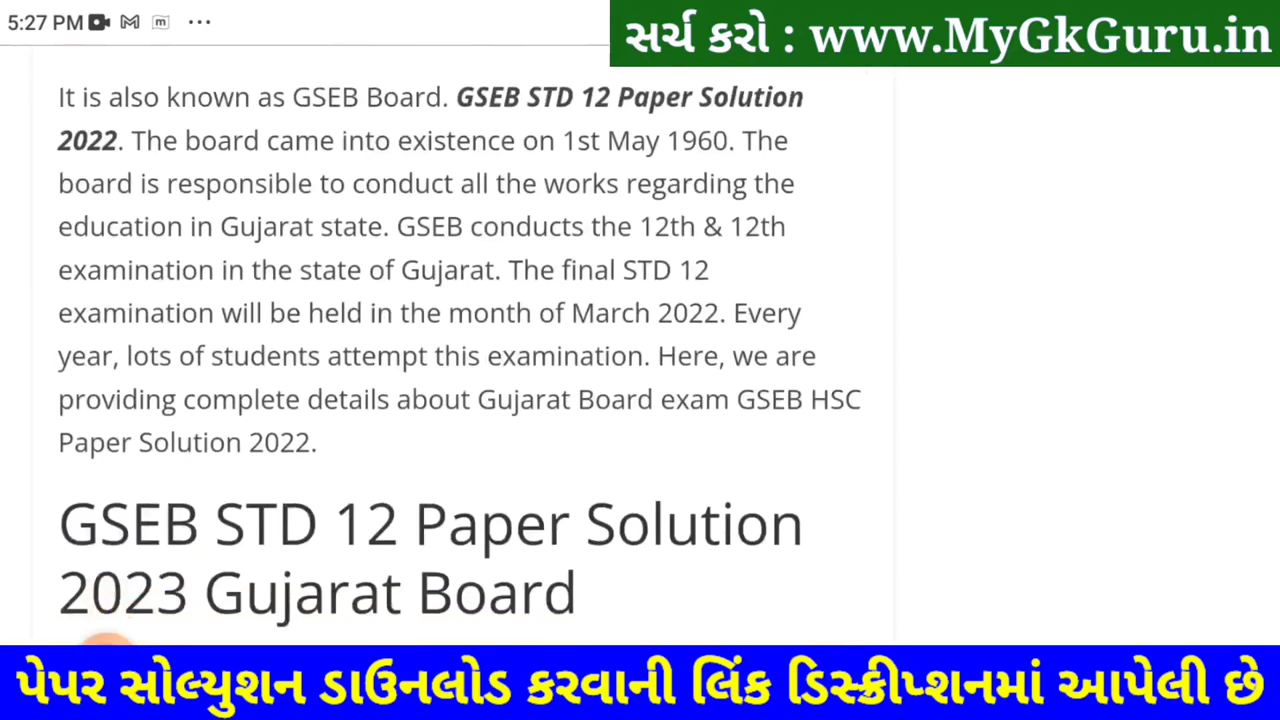 5:27 PM
સર્ચ કરો : www.MyGkGuru.in
It is also known as GSEB Board. GSEB STD 12 Paper Solution
2022. The board came into existence on 1st May 1960. The
board is responsible to conduct all the works regarding the
education in Gujarat state. GSEB conducts the 12th & 12th
examination in the state of Gujarat. The final STD 12
examination will be held in the month of March 2022. Every
year, lots of students attempt this examination. Here, we are
providing complete details about Gujarat Board exam GSEB HSC
Paper Solution 2022.
GSEB STD 12 Paper Solution
2023 Gujarat Board
પેપર સોલ્યુશન ડાઉનલોડ કરવાની લિંક ડિસ્ક્રીપ્શનમાં આપેલી છે